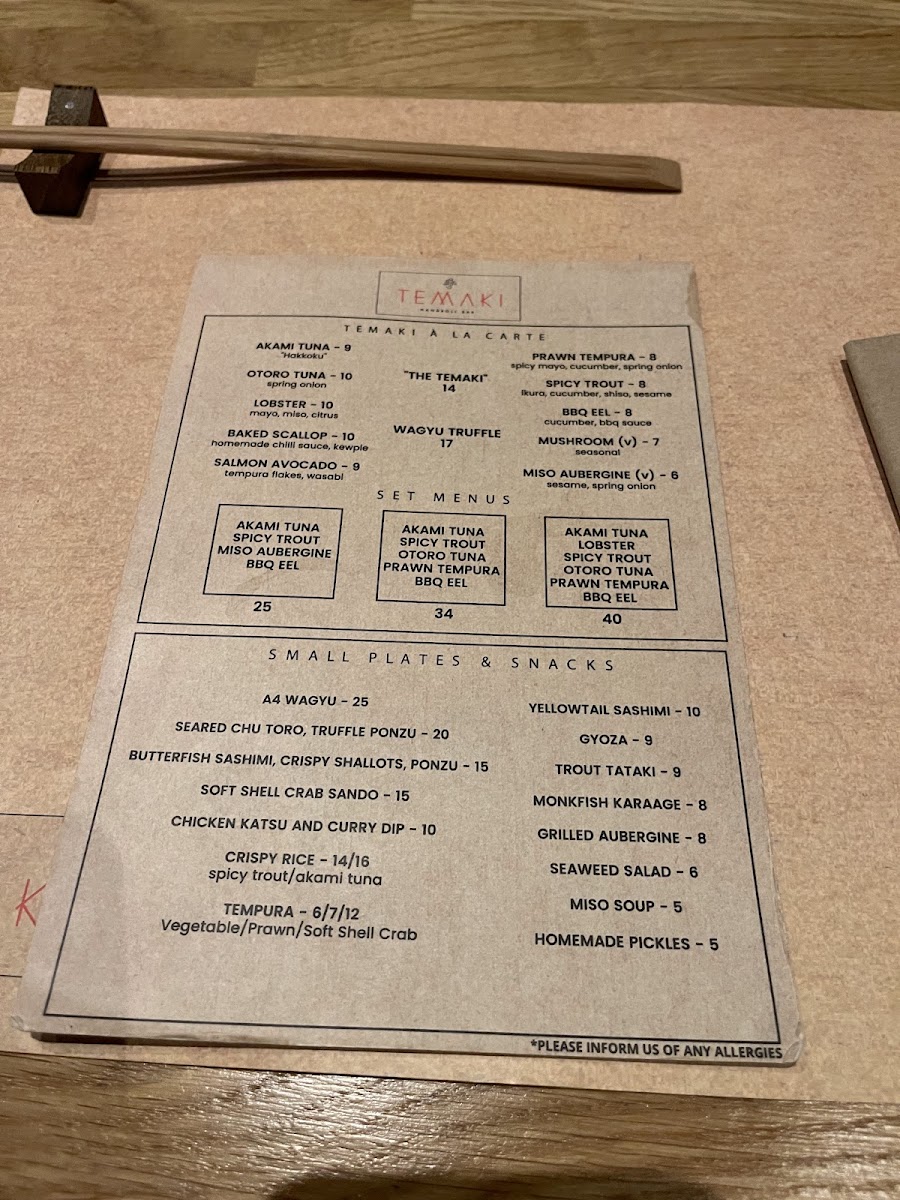 TEMAKI
HANDROLL BAR
TEMAKI À LA CARTE
AKAMI TUNA - 9
"Hakkoku"
OTORO TUNA - 10
spring onion
LOBSTER - 10
mayo, miso, citrus
BAKED SCALLOP - 10
homemade chilli sauce, kewpie
SALMON AVOCADO - 9
tempura flakes, wasabi
"THE TEMAKI"
14
WAGYU TRUFFLE
17
PRAWN TEMPURA - 8
spicy mayo, cucumber, spring onion
SPICY TROUT - 8
ikura, cucumber, shiso, sesame
BBQ EEL - 8
cucumber, bbq sauce
MUSHROOM (v) - 7
seasonal
MISO AUBERGINE (v) - 6
sesame, spring onion
SET MENUS
AKAMI TUNA
SPICY TROUT
MISO AUBERGINE
BBQ EEL
25
AKAMI TUNA
SPICY TROUT
OTORO TUNA
PRAWN TEMPURA
BBQ EEL
34
AKAMI TUNA
LOBSTER
SPICY TROUT
OTORO TUNA
PRAWN TEMPURA
BBQ EEL
40
SMALL PLATES & SNACKS
A4 WAGYU - 25
SEARED CHU TORO, TRUFFLE PONZU - 20
BUTTERFISH SASHIMI, CRISPY SHALLOTS, PONZU - 15
SOFT SHELL CRAB SANDO - 15
CHICKEN KATSU AND CURRY DIP - 10
CRISPY RICE - 14/16
spicy trout/akami tuna
TEMPURA - 6/7/12
Vegetable/Prawn/Soft Shell Crab
YELLOWTAIL SASHIMI - 10
GYOZA - 9
TROUT TATAKI - 9
MONKFISH KARAAGE - 8
GRILLED AUBERGINE - 8
SEAWEED SALAD - 6
MISO SOUP - 5
HOMEMADE PICKLES - 5
*PLEASE INFORM US OF ANY ALLERGIES
K